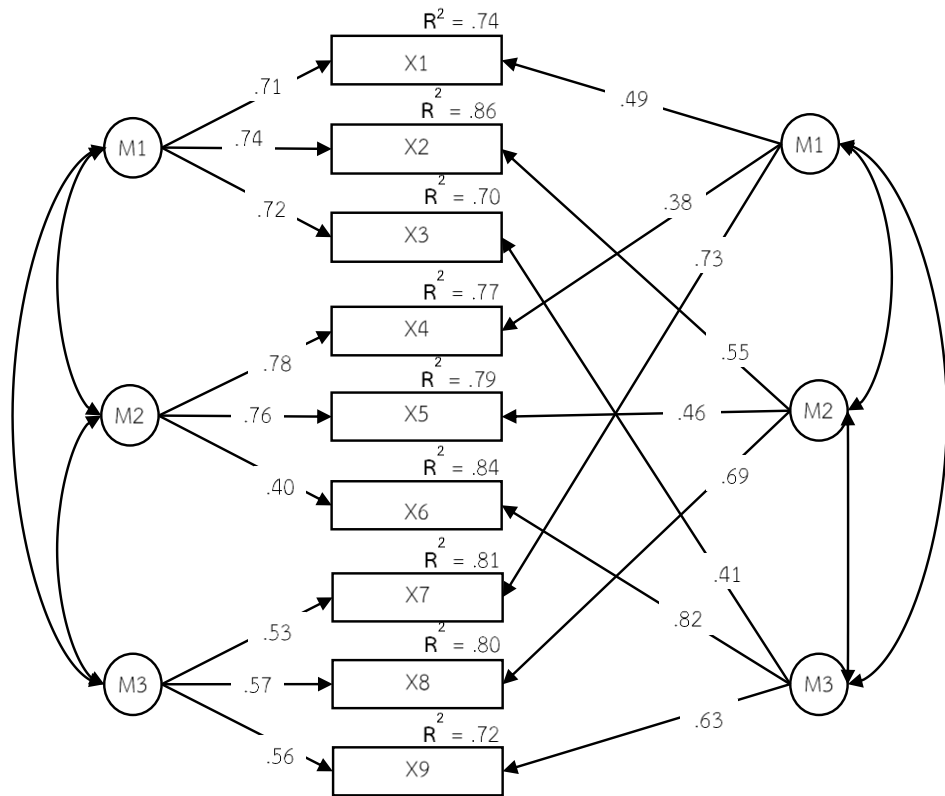 R² = .74
X1
.71
.49
R² = .86
M1
.74
X2
M1
R² = .70
.72
X3
.38
.73
R² = .77
X4
.78
.55
R² = .79
M2
.76
X5
.46
M2
R² = .84
.40
X6
.69
R² = .81
X7
.41
.53
.82
R² = .80
M3
.57
X8
M3
R² = .72
.63
.56
X9